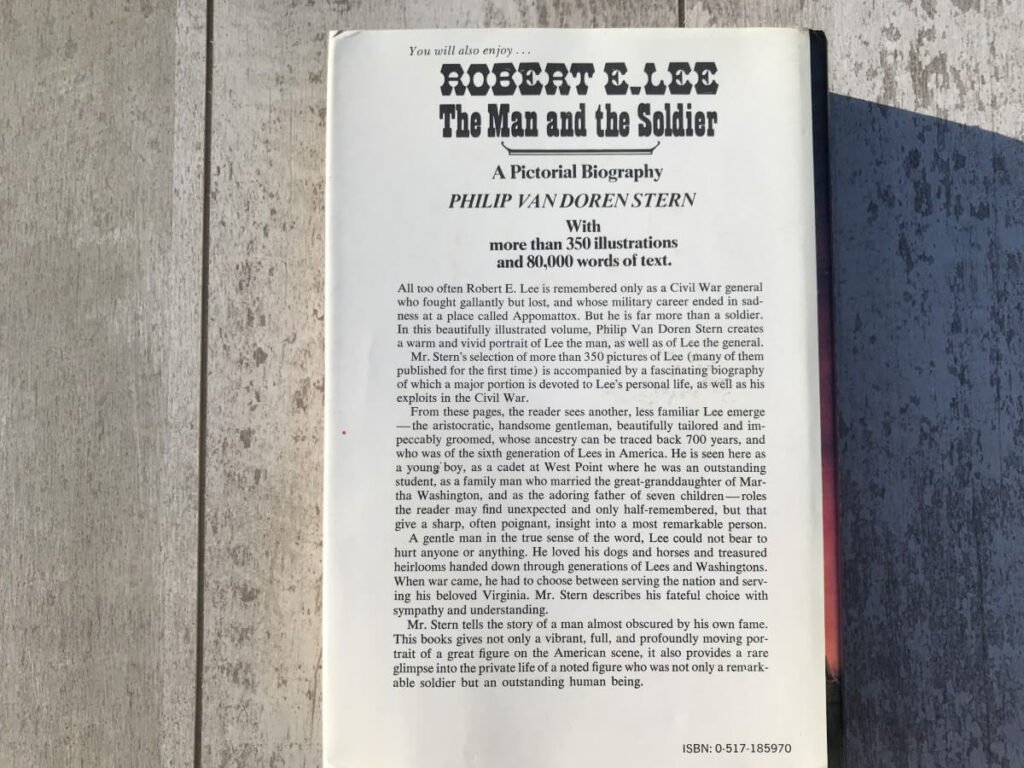 You will also enjoy . . .
ROBERT E. LEE
The Man and the Soldier
A Pictorial Biography
PHILIP VAN DOREN STERN
With
more than 350 illustrations
and 80,000 words of text.
All too often Robert E. Lee is remembered only as a Civil War general
who fought gallantly but lost, and whose military career ended in sad-
ness at a place called Appomattox. But he is far more than a soldier.
In this beautifully illustrated volume, Philip Van Doren Stern creates
a warm and vivid portrait of Lee the man, as well as of Lee the general.
Mr. Stern's selection of more than 350 pictures of Lee (many of them
published for the first time) is accompanied by a fascinating biography
of which a major portion is devoted to Lee's personal life, as well as his
exploits in the Civil War.
From these pages, the reader sees another, less familiar Lee emerge
—the aristocratic, handsome gentleman, beautifully tailored and im-
peccably groomed, whose ancestry can be traced back 700 years, and
who was of the sixth generation of Lees in America. He is seen here as
a young boy, as a cadet at West Point where he was an outstanding
student, as a family man who married the great-granddaughter of Mar-
tha Washington, and as the adoring father of seven children—roles
the reader may find unexpected and only half-remembered, but that
give a sharp, often poignant, insight into a most remarkable person.
A gentle man in the true sense of the word, Lee could not bear to
hurt anyone or anything. He loved his dogs and horses and treasured
heirlooms handed down through generations of Lees and Washingtons.
When war came, he had to choose between serving the nation and serv-
ing his beloved Virginia. Mr. Stern describes his fateful choice with
sympathy and understanding.
Mr. Stern tells the story of a man almost obscured by his own fame.
This books gives not only a vibrant, full, and profoundly moving por-
trait of a great figure on the American scene, it also provides a rare
glimpse into the private life of a noted figure who was not only a remark-
able soldier but an outstanding human being.
ISBN: 0-517-185970